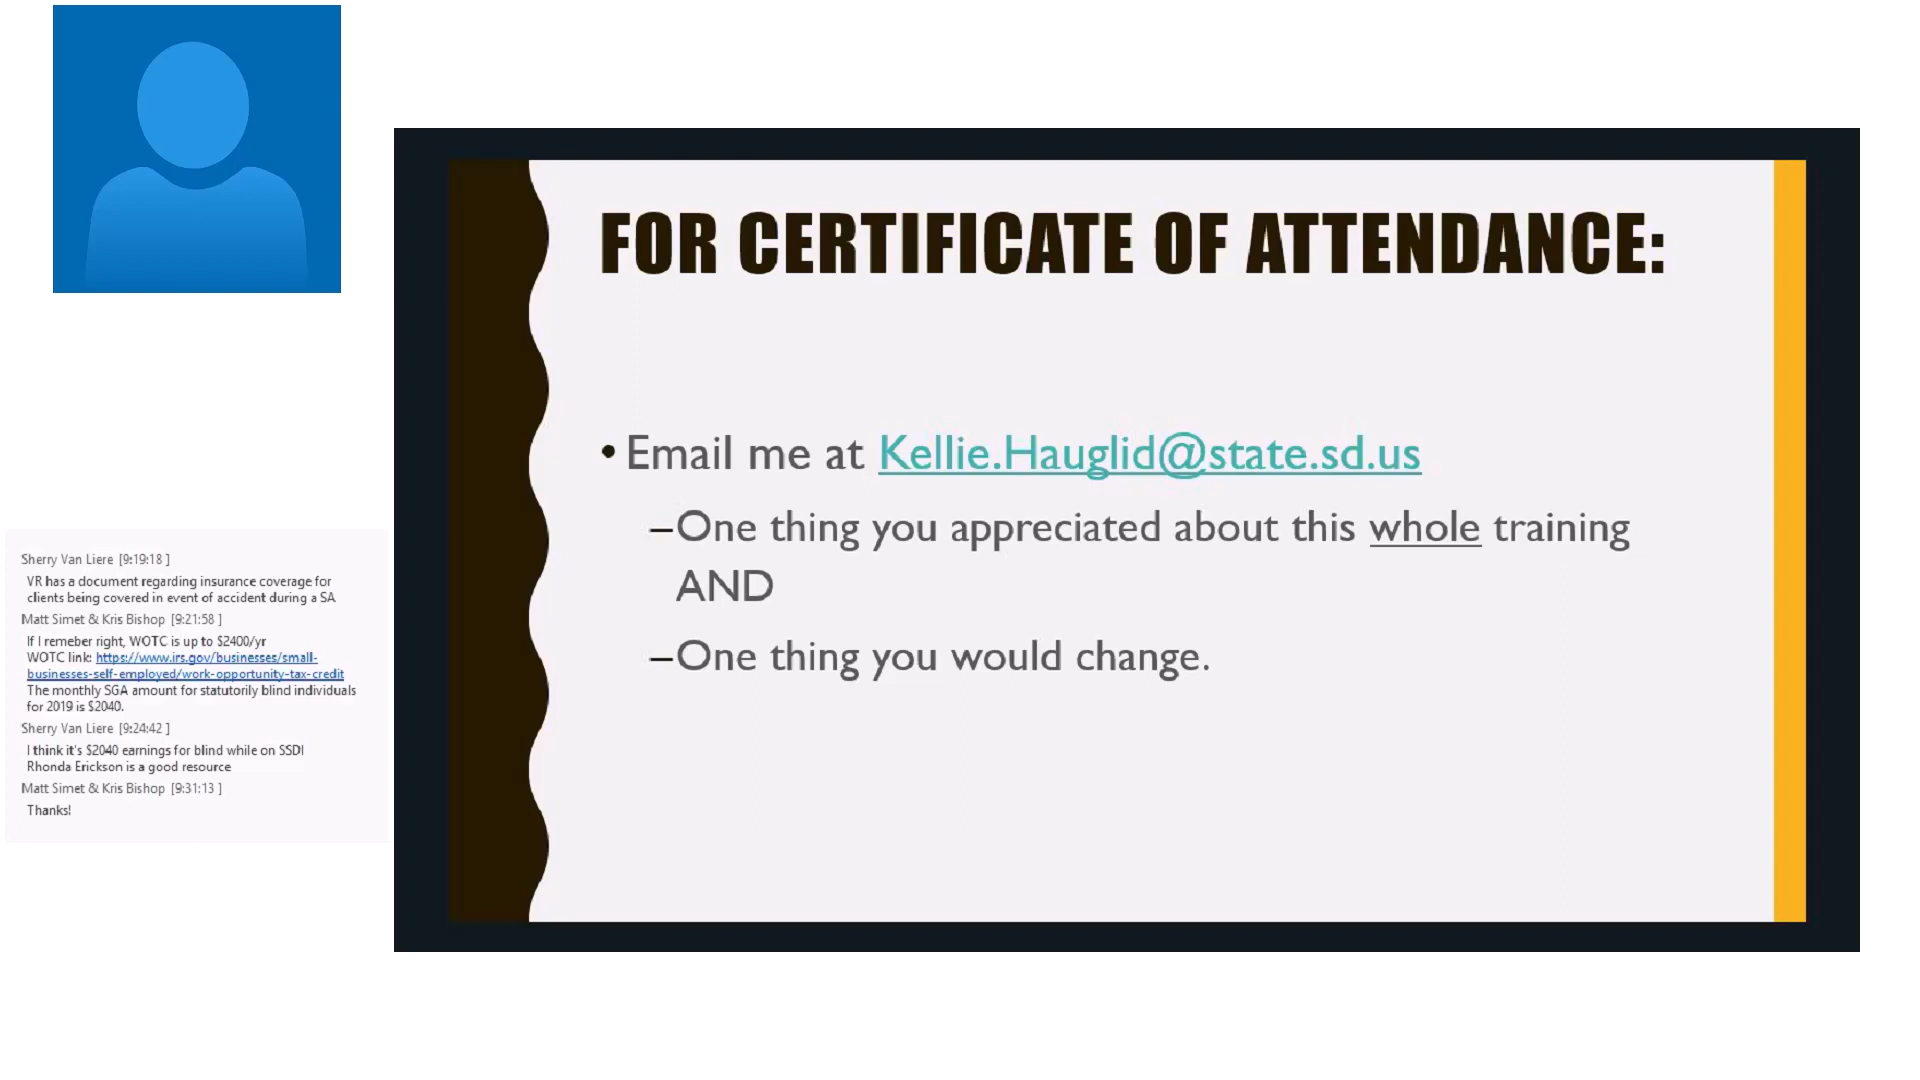 FOR CERTIFICATE OF ATTENDANCE:
• Email me at Kellie.Hauglid@state.sd.us
–One thing you appreciated about this whole training
AND
–One thing you would change.
Sherry Van Liere [9:19:18 ]
VR has a document regarding insurance coverage for
clients being covered in event of accident during a SA
Matt Simet & Kris Bishop [9:21:58 ]
If I remeber right, WOTC is up to $2400/yr
WOTC link: https://www.irs.gov/businesses/small-
businesses-self-employed/work-opportunity-tax-credit
The monthly SGA amount for statutorily blind individuals
for 2019 is $2040.
Sherry Van Liere [9:24:42 ]
I think it's $2040 earnings for blind while on SSDI
Rhonda Erickson is a good resource
Matt Simet & Kris Bishop [9:31:13 ]
Thanks!